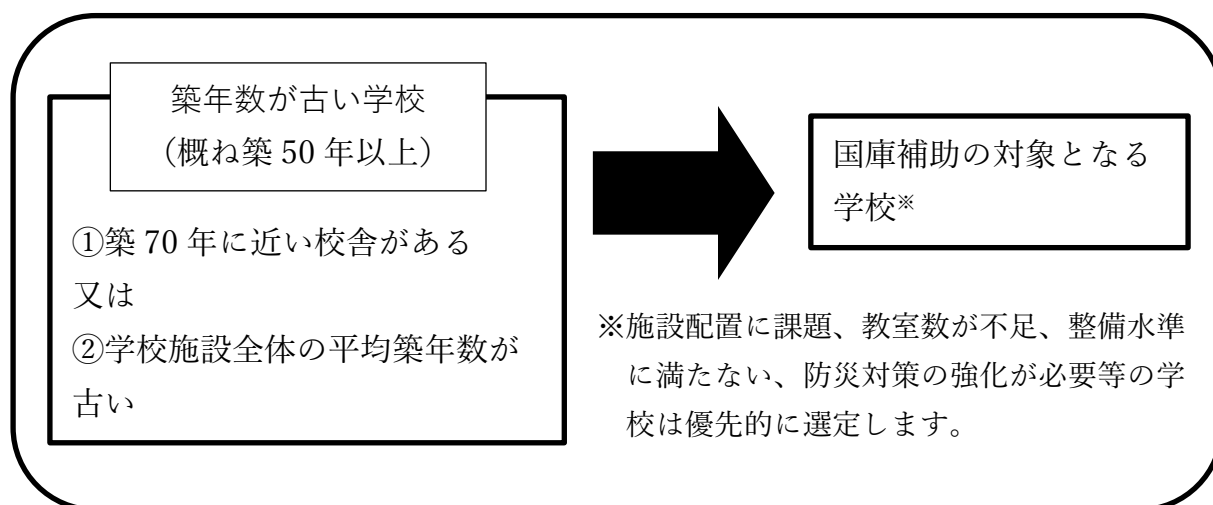 築年数が古い学校
（概ね築 50 年以上）
①築 70 年に近い校舎がある
又は
②学校施設全体の平均築年数が
古い
国庫補助の対象となる
学校※
※施設配置に課題、教室数が不足、整備水準
に満たない、防災対策の強化が必要等の学
校は優先的に選定します。